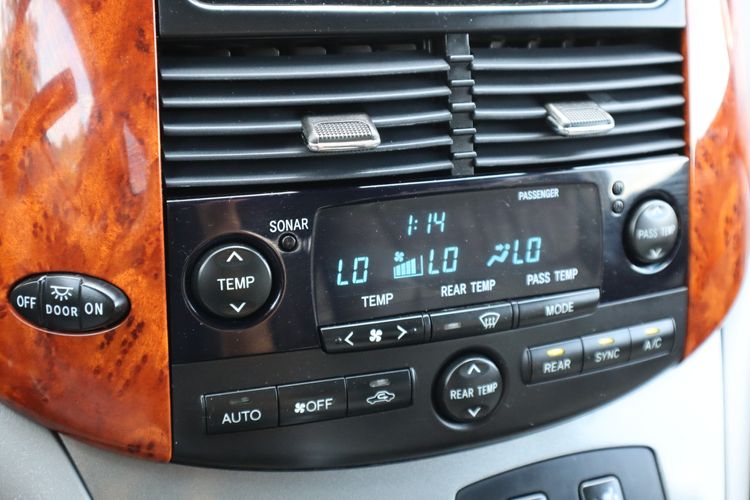 PASSENGER
SONAR
1:14
PASS TEMP
TEMP
LO LO LO
TEMP REAR TEMP PASS TEMP
OFF DOOR ON
< > MODE
REAR SYNC A/C
REAR TEMP
AUTO OFF